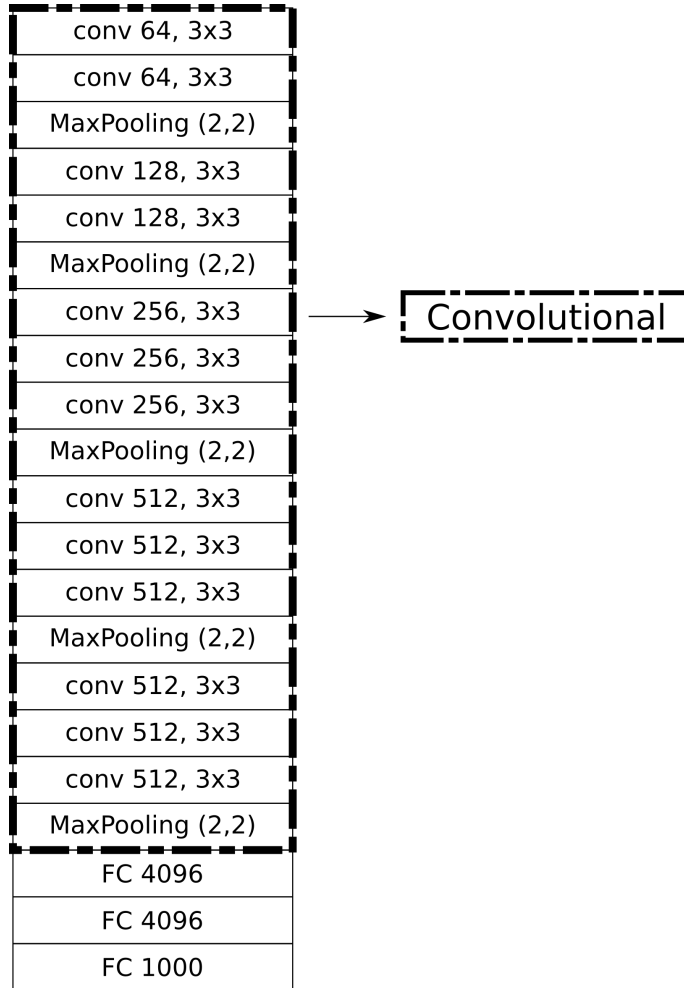 conv 64, 3x3
conv 64, 3x3
MaxPooling (2,2)
conv 128, 3x3
conv 128, 3x3
MaxPooling (2,2)
conv 256, 3x3
conv 256, 3x3
conv 256, 3x3
MaxPooling (2,2)
conv 512, 3x3
conv 512, 3x3
conv 512, 3x3
MaxPooling (2,2)
conv 512, 3x3
conv 512, 3x3
conv 512, 3x3
MaxPooling (2,2)
FC 4096
FC 4096
FC 1000
Convolutional